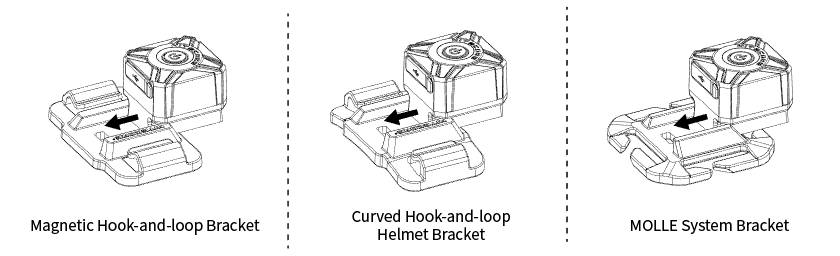 Magnetic Hook-and-loop Bracket
Curved Hook-and-loop
Helmet Bracket
MOLLE System Bracket